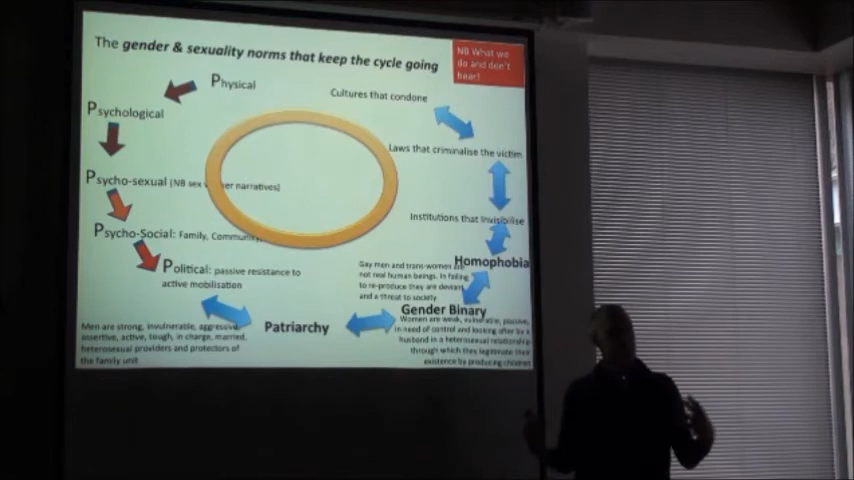 The gender & sexuality norms that keep the cycle going
NB What we
do and don't
hear!
Physical
Psychological
Psycho-sexual (NB sex narratives)
Psycho-Social: Family, Community,
Political: passive resistance to
active mobilisation
Men are strong, invulnerable, aggressive,
assertive, active, tough, in charge, married,
heterosexual providers and protectors of
the family unit
Patriarchy
Cultures that condone
Laws that criminalise the victim
Institutions that Invisibilise
Homophobia
Gay men and trans-women are
not real human beings. In failing
to re-produce they are deviant
and a threat to society
Gender Binary
Women are weak, vulnerable, passive,
in need of control and looking after by a
husband in a heterosexual relationship
through which they legitimate their
existence by producing children